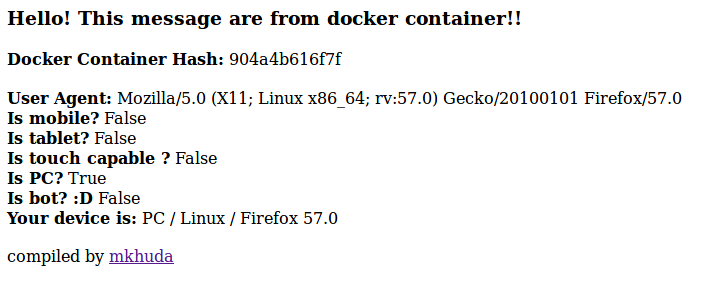 Hello! This message are from docker container!!
Docker Container Hash: 904a4b616f7f
User Agent: Mozilla/5.0 (X11; Linux x86_64; rv:57.0) Gecko/20100101 Firefox/57.0
Is mobile? False
Is tablet? False
Is touch capable ? False
Is PC? True
Is bot? :D False
Your device is: PC / Linux / Firefox 57.0
compiled by mkhuda